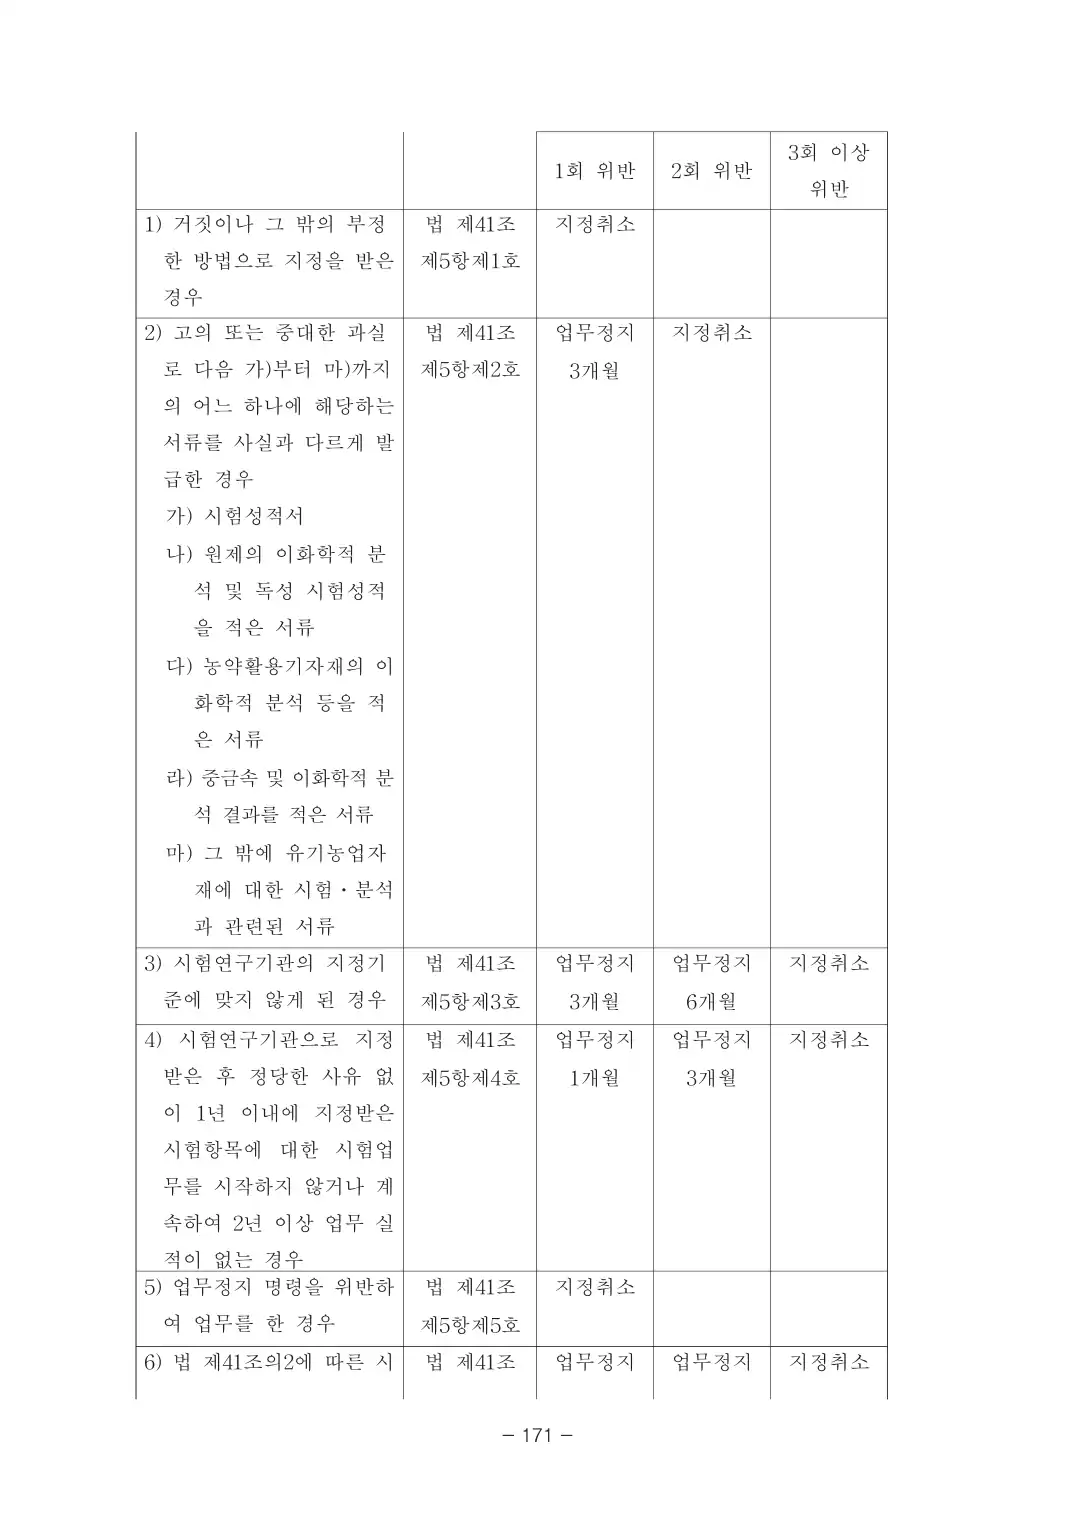 1회 위반 2회 위반 3회 이상
위반
1) 거짓이나 그 밖의 부정 법 제41조 지정취소
한 방법으로 지정을 받은 제5항제1호
경우
2) 고의 또는 중대한 과실 법 제41조 업무정지 지정취소
로 다음 가)부터 마)까지 제5항제2호 3개월
의 어느 하나에 해당하는
서류를 사실과 다르게 발
급한 경우
가) 시험성적서
나) 원제의 이화학적 분
석 및 독성 시험성적
을 적은 서류
다) 농약활용기자재의 이
화학적 분석 등을 적
은 서류
라) 중금속 및 이화학적 분
석 결과를 적은 서류
마) 그 밖에 유기농업자
재에 대한 시험·분석
과 관련된 서류
3) 시험연구기관의 지정기 법 제41조 업무정지 업무정지 지정취소
준에 맞지 않게 된 경우 제5항제3호 3개월 6개월
4) 시험연구기관으로 지정 법 제41조 업무정지 업무정지 지정취소
받은 후 정당한 사유 없 제5항제4호 1개월 3개월
이 1년 이내에 지정받은
시험항목에 대한 시험업
무를 시작하지 않거나 계
속하여 2년 이상 업무 실
적이 없는 경우
5) 업무정지 명령을 위반하 법 제41조 지정취소
여 업무를 한 경우 제5항제5호
6) 법 제41조의2에 따른 시 법 제41조 업무정지 업무정지 지정취소
- 171 -